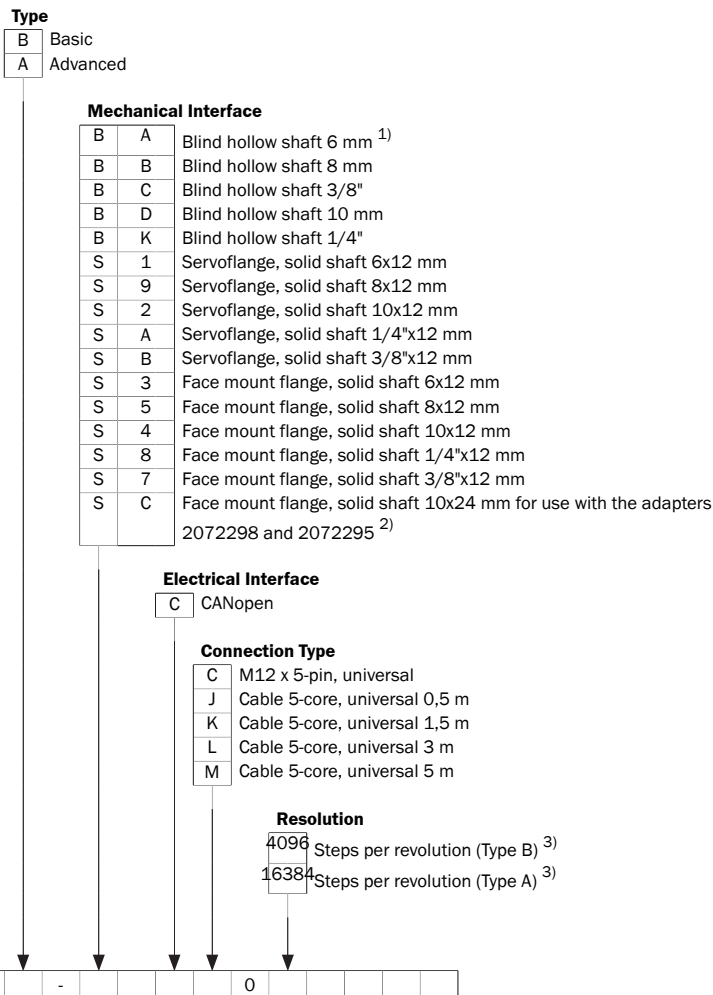 Type
B Basic
A Advanced
Mechanical Interface
B A Blind hollow shaft 6 mm 1)
B B Blind hollow shaft 8 mm
B C Blind hollow shaft 3/8"
B D Blind hollow shaft 10 mm
B K Blind hollow shaft 1/4"
S 1 Servoflange, solid shaft 6x12 mm
S 9 Servoflange, solid shaft 8x12 mm
S 2 Servoflange, solid shaft 10x12 mm
S A Servoflange, solid shaft 1/4"x12 mm
S B Servoflange, solid shaft 3/8"x12 mm
S 3 Face mount flange, solid shaft 6x12 mm
S 5 Face mount flange, solid shaft 8x12 mm
S 4 Face mount flange, solid shaft 10x12 mm
S 8 Face mount flange, solid shaft 1/4"x12 mm
S 7 Face mount flange, solid shaft 3/8"x12 mm
S C Face mount flange, solid shaft 10x24 mm for use with the adapters
2072298 and 2072295 2)
Electrical Interface
C CANopen
Connection Type
C M12 x 5-pin, universal
J Cable 5-core, universal 0,5 m
K Cable 5-core, universal 1,5 m
L Cable 5-core, universal 3 m
M Cable 5-core, universal 5 m
Resolution
4096 Steps per revolution (Type B) 3)
16384 Steps per revolution (Type A) 3)
- 0